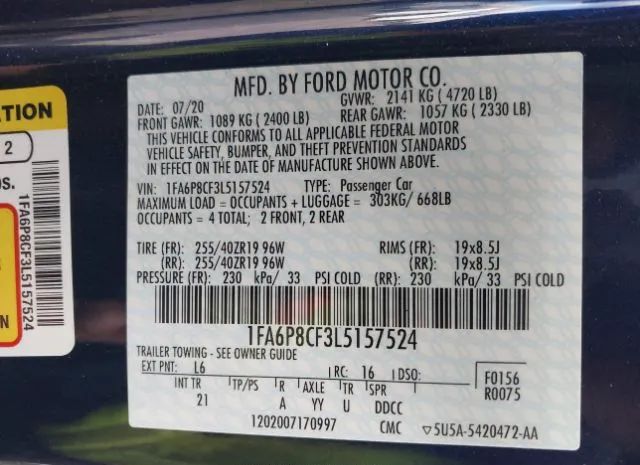 ATION
2
OS.
1FA6P8CF3L5157524
N
MFD. BY FORD MOTOR CO.
DATE: 07/20 GVWR: 2141 KG ( 4720 LB)
FRONT GAWR: 1089 KG ( 2400 LB) REAR GAWR: 1057 KG ( 2330 LB)
THIS VEHICLE CONFORMS TO ALL APPLICABLE FEDERAL MOTOR
VEHICLE SAFETY, BUMPER, AND THEFT PREVENTION STANDARDS
IN EFFECT ON THE DATE OF MANUFACTURE SHOWN ABOVE.
VIN: 1FA6P8CF3L5157524 TYPE: Passenger Car
MAXIMUM LOAD = OCCUPANTS + LUGGAGE = 303KG/ 668LB
OCCUPANTS = 4 TOTAL; 2 FRONT, 2 REAR
TIRE (FR): 255/40ZR19 96W RIMS (FR): 19x8.5J
(RR): 255/40ZR19 96W (RR): 19x8.5J
PRESSURE (FR): 230 kPa/ 33 PSI COLD (RR): 230 kPa/ 33 PSI COLD
1FA6P8CF3L5157524
TRAILER TOWING - SEE OWNER GUIDE
EXT PNT: L6 RC: 16 DSO: F0156
INT TR TP/PS R AXLE TR SPR R0075
21 A YY U DDCC
1202007170997 CMC ▽5U5A-5420472-AA